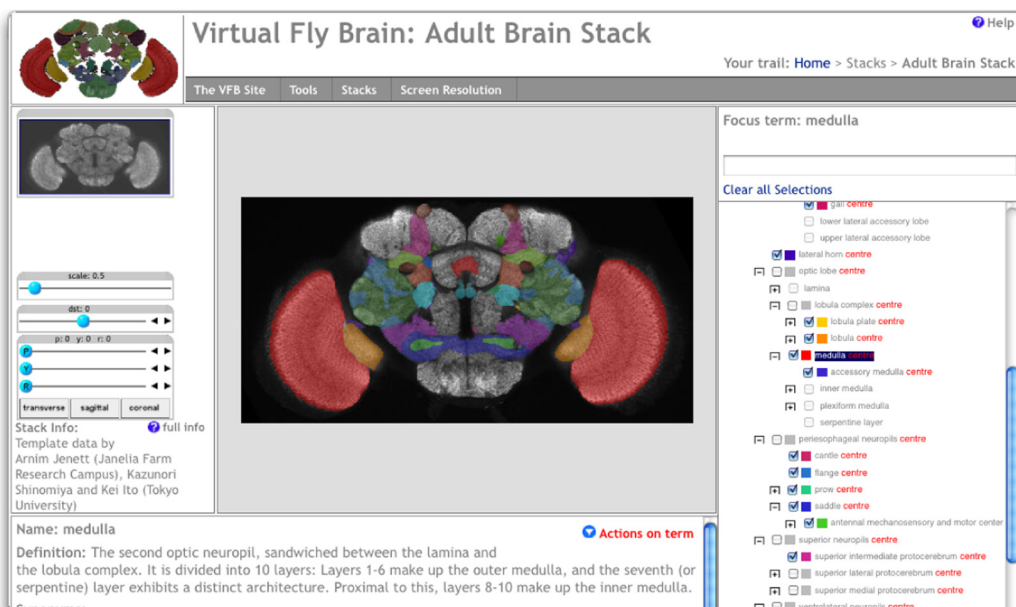 Virtual Fly Brain: Adult Brain Stack
Help
Your trail: Home > Stacks > Adult Brain Stack
The VFB Site Tools Stacks Screen Resolution
scale: 0.5
dst: 0
p: 0 y: 0 r: 0
P
Y
R
transverse sagittal coronal
Stack Info: full info
Template data by
Arnim Jenett (Janelia Farm
Research Campus), Kazunori
Shinomiya and Kei Ito (Tokyo
University)
Focus term: medulla
Clear all Selections
gall centre
lower lateral accessory lobe
upper lateral accessory lobe
lateral horn centre
optic lobe centre
lamina
lobula complex centre
lobula plate centre
lobula centre
medulla centre
accessory medulla centre
inner medulla
plexiform medulla
serpentine layer
periesophageal neuropils centre
cantle centre
flange centre
prow centre
saddle centre
antennal mechanosensory and motor center
superior neuropils centre
superior intermediate protocerebrum centre
superior lateral protocerebrum centre
superior medial protocerebrum centre
ventrolateral neuropils centre
Name: medulla
Actions on term
Definition: The second optic neuropil, sandwiched between the lamina and
the lobula complex. It is divided into 10 layers: Layers 1-6 make up the outer medulla, and the seventh (or
serpentine) layer exhibits a distinct architecture. Proximal to this, layers 8-10 make up the inner medulla.